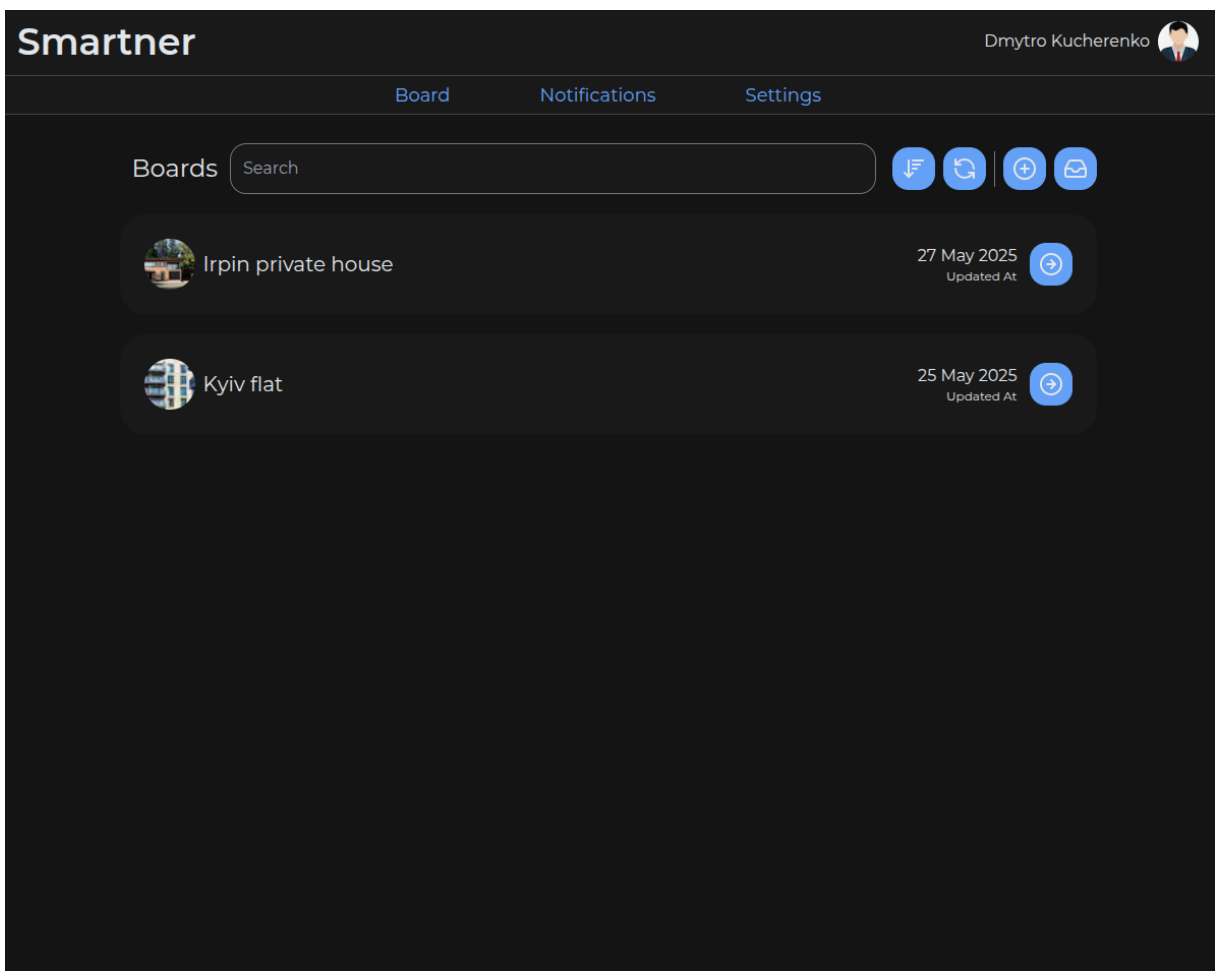 Smartner
Dmytro Kucherenko
Board Notifications Settings
Boards Search
Irpin private house
27 May 2025
Updated At
Kyiv flat
25 May 2025
Updated At